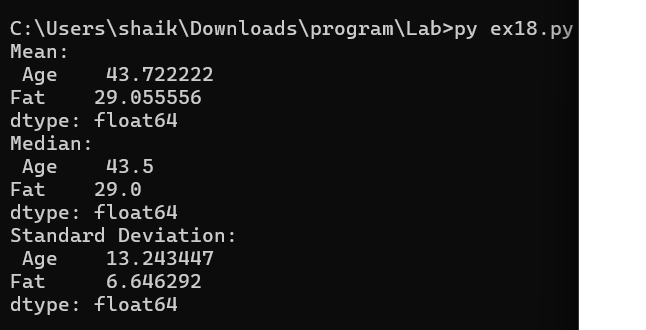 C:\Users\shaik\Downloads\program\Lab>py ex18.py
Mean:
 Age    43.722222
Fat    29.055556
dtype: float64
Median:
 Age    43.5
Fat    29.0
dtype: float64
Standard Deviation:
 Age    13.243447
Fat     6.646292
dtype: float64